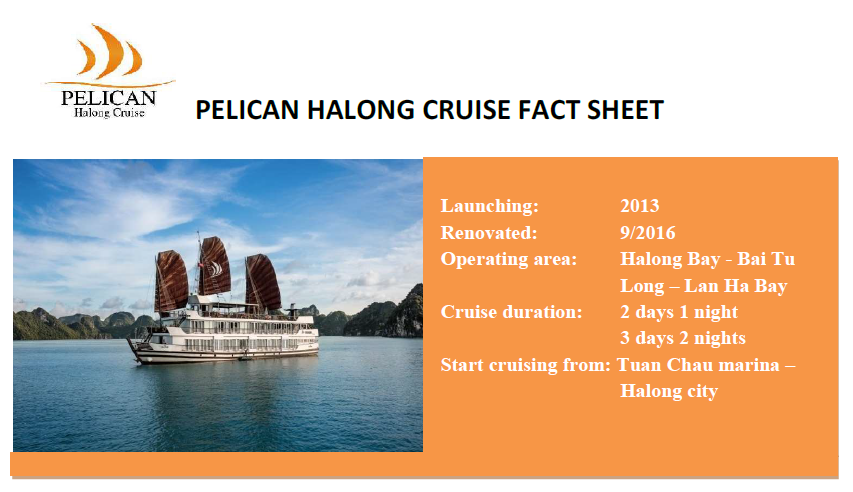 PELICAN
Halong Cruise
PELICAN HALONG CRUISE FACT SHEET
Launching: 2013
Renovated: 9/2016
Operating area: Halong Bay - Bai Tu
Long – Lan Ha Bay
Cruise duration: 2 days 1 night
3 days 2 nights
Start cruising from: Tuan Chau marina –
Halong city